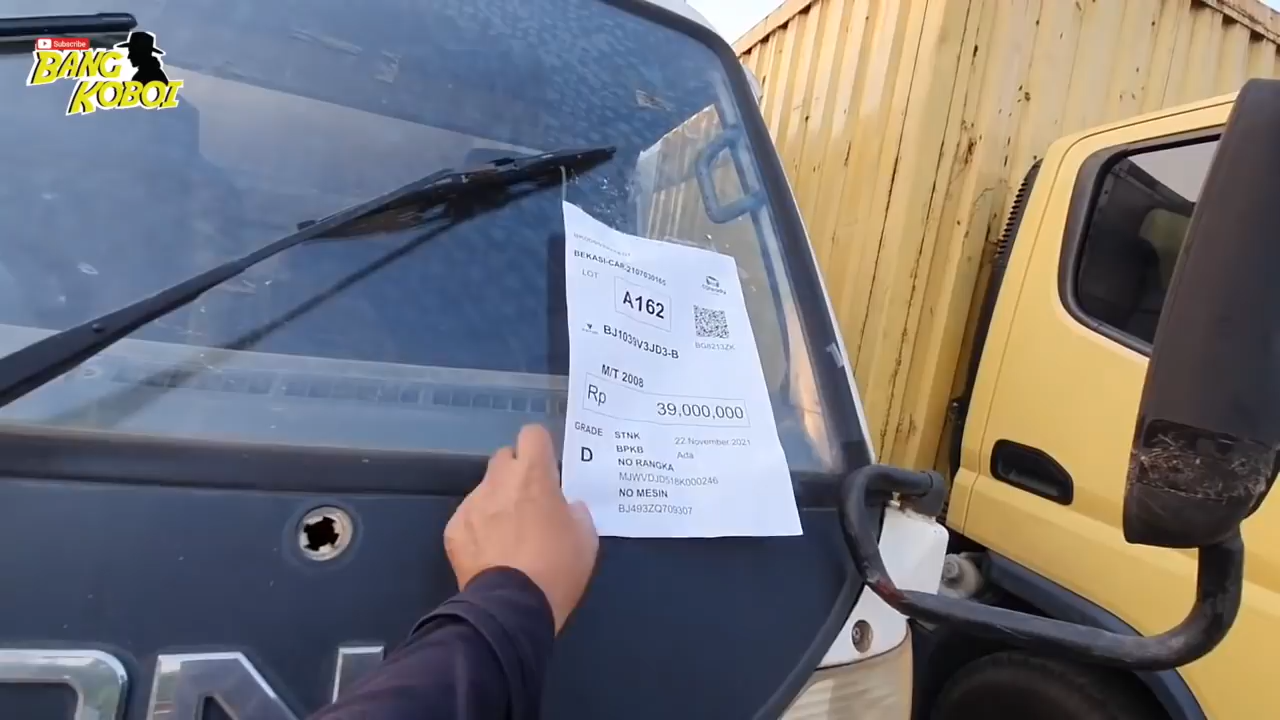 Subscribe
BANG
KOBOI
BEKASI-CAR-2107030165
LOT
A162
BG8213ZK
BJ1039V3JD3-B
M/T 2008
Rp 39,000,000
GRADE
D
STNK 22 November 2021
BPKB Ada
NO RANGKA
MJWVDJD518K000246
NO MESIN
BJ493ZQ709307